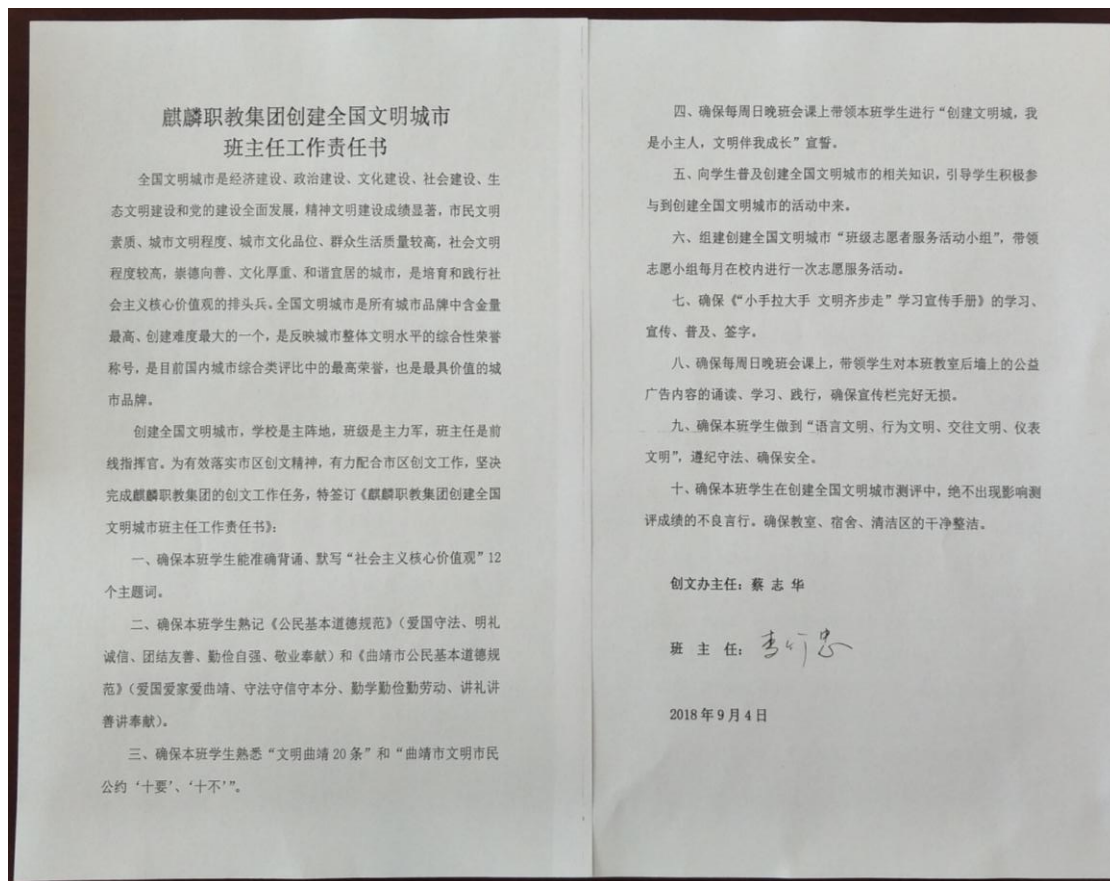 麒麟职教集团创建全国文明城市
班主任工作责任书
全国文明城市是经济建设、政治建设、文化建设、社会建设、生
态文明建设和党的建设全面发展，精神文明建设成绩显著，市民文明
素质、城市文明程度、城市文化品位、群众生活质量较高，社会文明
程度较高，崇德向善、文化厚重、和谐宜居的城市，是培育和践行社
会主义核心价值观的排头兵。全国文明城市是所有城市品牌中含金量
最高、创建难度最大的一个，是反映城市整体文明水平的综合性荣誉
称号，是目前国内城市综合类评比中的最高荣誉，也是最具价值的城
市品牌。
创建全国文明城市，学校是主阵地，班级是主力军，班主任是前
线指挥官。为有效落实市区创文精神，有力配合市区创文工作，坚决
完成麒麟职教集团的创文工作任务，特签订《麒麟职教集团创建全国
文明城市班主任工作责任书》：
一、确保本班学生能准确背诵、默写“社会主义核心价值观”12
个主题词。
二、确保本班学生熟记《公民基本道德规范》（爱国守法、明礼
诚信、团结友善、勤俭自强、敬业奉献）和《曲靖市公民基本道德规
范》（爱国爱家爱曲靖、守法守信守本分、勤学勤俭勤劳动、讲礼讲
善讲奉献）。
三、确保本班学生熟悉“文明曲靖20条”和“曲靖市文明市民
公约‘十要’、‘十不’”。
四、确保每周日晚班会课上带领本班学生进行“创建文明城，我
是小主人，文明伴我成长”宣誓。
五、向学生普及创建全国文明城市的相关知识，引导学生积极参
与到创建全国文明城市的活动中来。
六、组建创建全国文明城市“班级志愿者服务活动小组”，带领
志愿小组每月在校内进行一次志愿服务活动。
七、确保《“小手拉大手 文明齐步走”学习宣传手册》的学习、
宣传、普及、签字。
八、确保每周日晚班会课上，带领学生对本班教室后墙上的公益
广告内容的诵读、学习、践行，确保宣传栏完好无损。
九、确保本班学生做到“语言文明、行为文明、交往文明、仪表
文明”，遵纪守法、确保安全。
十、确保本班学生在创建全国文明城市测评中，绝不出现影响测
评成绩的不良言行。确保教室、宿舍、清洁区的干净整洁。
创文办主任：蔡 志 华
班 主 任：
2018年9月4日